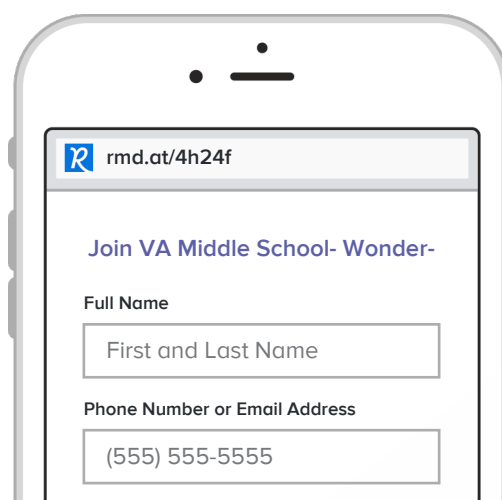 rmd.at/4h24f
Join VA Middle School- Wonder-
Full Name
First and Last Name
Phone Number or Email Address
(555) 555-5555